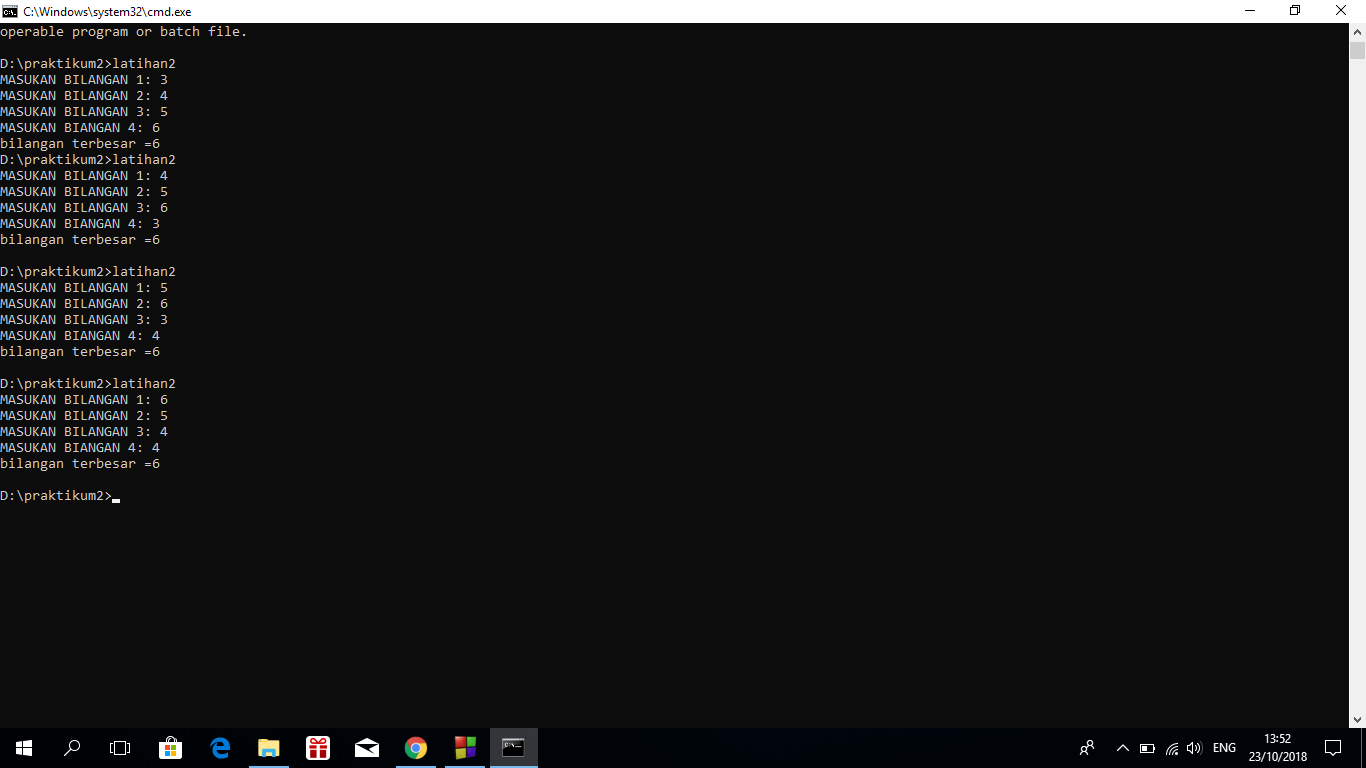 C:\Windows\system32\cmd.exe
operable program or batch file.
D:\praktikum2>latihan2
MASUKAN BILANGAN 1: 3
MASUKAN BILANGAN 2: 4
MASUKAN BILANGAN 3: 5
MASUKAN BIANGAN 4: 6
bilangan terbesar =6
D:\praktikum2>latihan2
MASUKAN BILANGAN 1: 4
MASUKAN BILANGAN 2: 5
MASUKAN BILANGAN 3: 6
MASUKAN BIANGAN 4: 3
bilangan terbesar =6
D:\praktikum2>latihan2
MASUKAN BILANGAN 1: 5
MASUKAN BILANGAN 2: 6
MASUKAN BILANGAN 3: 3
MASUKAN BIANGAN 4: 4
bilangan terbesar =6
D:\praktikum2>latihan2
MASUKAN BILANGAN 1: 6
MASUKAN BILANGAN 2: 5
MASUKAN BILANGAN 3: 4
MASUKAN BIANGAN 4: 4
bilangan terbesar =6
D:\praktikum2>
ENG
13:52
23/10/2018